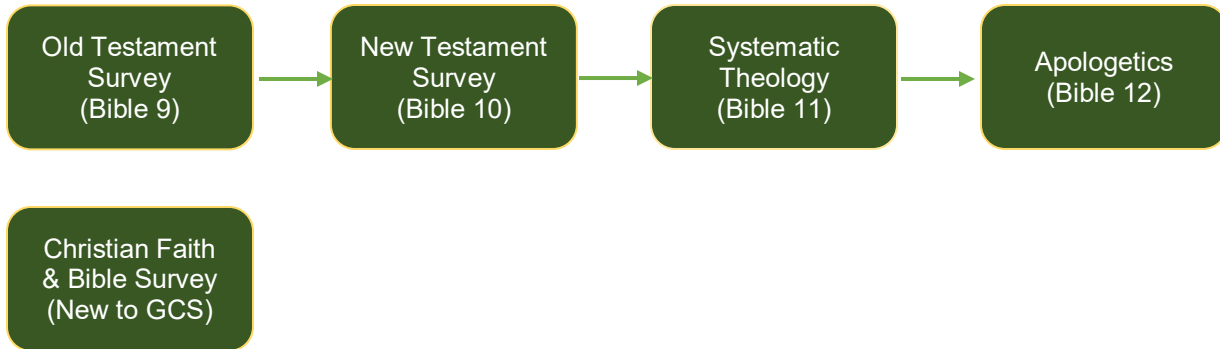 Old Testament
Survey
(Bible 9)
New Testament
Survey
(Bible 10)
Systematic
Theology
(Bible 11)
Apologetics
(Bible 12)
Christian Faith
& Bible Survey
(New to GCS)